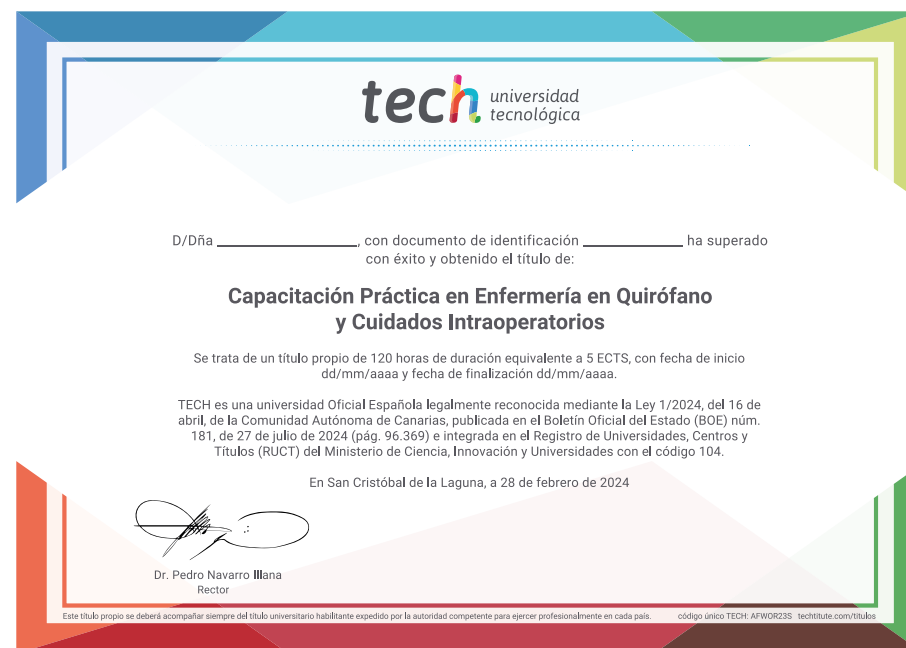 tech universidad
tecnológica
D/Dña ____________________, con documento de identificación ______________ ha superado
con éxito y obtenido el título de:
Capacitación Práctica en Enfermería en Quirófano
y Cuidados Intraoperatorios
Se trata de un título propio de 120 horas de duración equivalente a 5 ECTS, con fecha de inicio
dd/mm/aaaa y fecha de finalización dd/mm/aaaa.
TECH es una universidad Oficial Española legalmente reconocida mediante la Ley 1/2024, del 16 de
abril, de la Comunidad Autónoma de Canarias, publicada en el Boletín Oficial del Estado (BOE) núm.
181, de 27 de julio de 2024 (pág. 96.369) e integrada en el Registro de Universidades, Centros y
Títulos (RUCT) del Ministerio de Ciencia, Innovación y Universidades con el código 104.
En San Cristóbal de la Laguna, a 28 de febrero de 2024
Dr. Pedro Navarro Illana
Rector
Este título propio se deberá acompañar siempre del título universitario habilitante expedido por la autoridad competente para ejercer profesionalmente en cada país. código único TECH: AFWOR23S techtitute.com/titulos